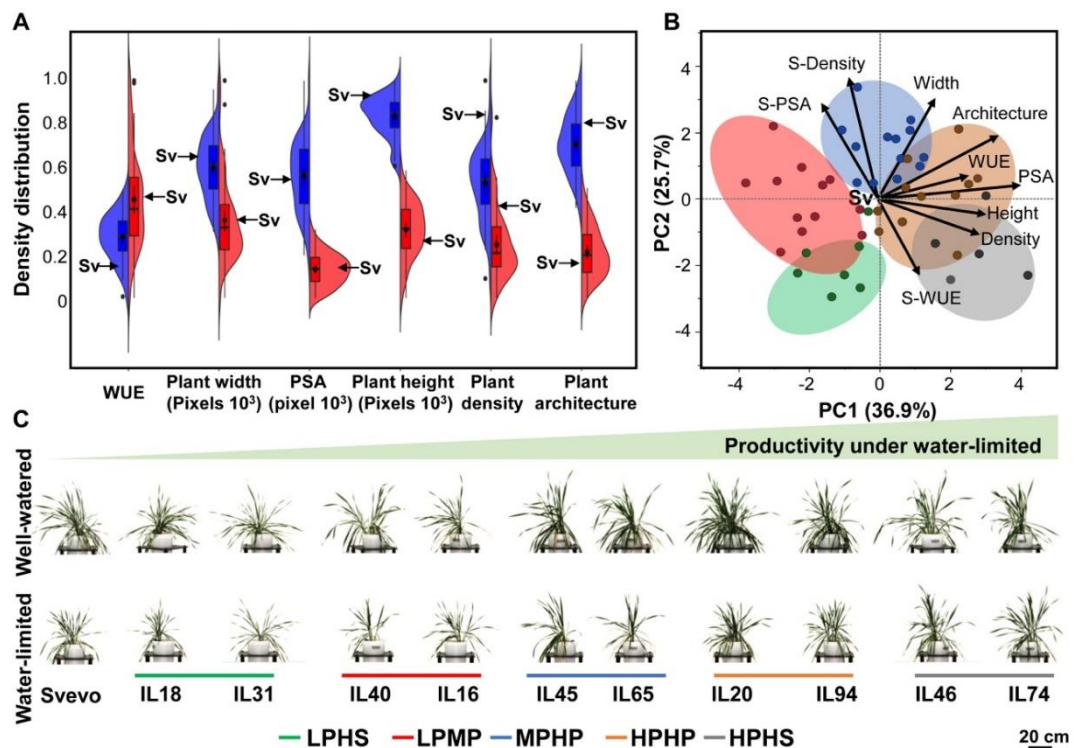 A
Density distribution
1.0
0.8
0.6
0.4
0.2
0
Sv
Sv
Sv
Sv
Sv
Sv
Sv
Sv
Sv
Sv
Sv
Sv
WUE
Plant width
(Pixels 10³)
PSA
(pixel 10³)
Plant height
(Pixels 10³)
Plant
density
Plant
architecture
B
PC2 (25.7%)
4
2
0
-2
-4
S-Density
S-PSA
Width
Architecture
WUE
PSA
Sv
Height
Density
S-WUE
-4 -2 0 2 4
PC1 (36.9%)
C
Productivity under water-limited
Well-watered
Water-limited
Svevo IL18 IL31 IL40 IL16 IL45 IL65 IL20 IL94 IL46 IL74
LPHS LPMP MPHP HPHP HPHS
20 cm